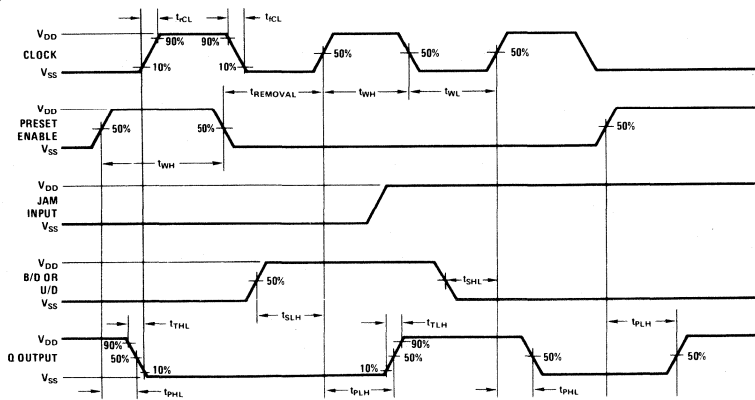 tfCL tfCL
VDD
CLOCK
VSS
90% 90%
10% 10%
50% 50% 50%
tREMOVAL tWH tWL
VDD
PRESET
ENABLE
VSS
50% 50% 50%
tWH
VDD
JAM
INPUT
VSS
VDD
B/D OR
U/D
VSS
50%
tSHL
tSLH
tTHL tTLH tPLH
VDD
Q OUTPUT
VSS
90%
50%
10%
90%
50%
10%
50% 50%
tPHL tPLH tPHL